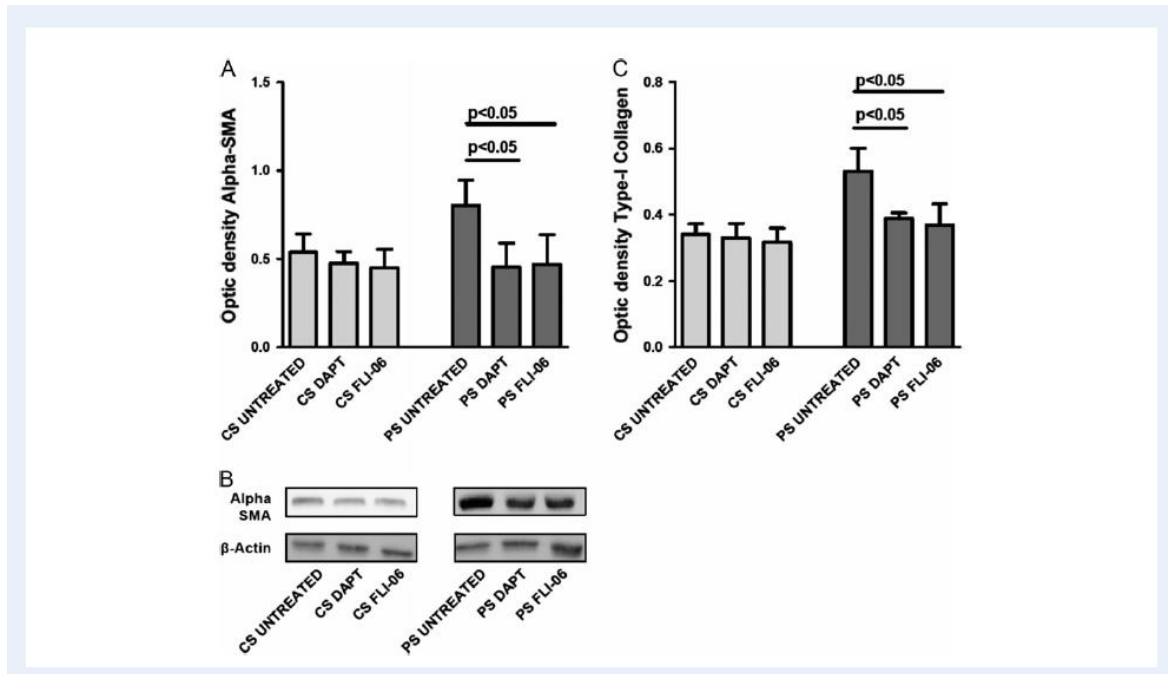 A
Optic density Alpha-SMA
1.5
1.0
0.5
0.0
p<0.05
p<0.05
CS UNTREATED
CS DAPT
CS FLI-06
PS UNTREATED
PS DAPT
PS FLI-06
C
Optic density Type-I Collagen
0.8
0.6
0.4
0.2
0.0
p<0.05
p<0.05
CS UNTREATED
CS DAPT
CS FLI-06
PS UNTREATED
PS DAPT
PS FLI-06
B
Alpha
SMA
β-Actin
CS UNTREATED
CS DAPT
CS FLI-06
PS UNTREATED
PS DAPT
PS FLI-06